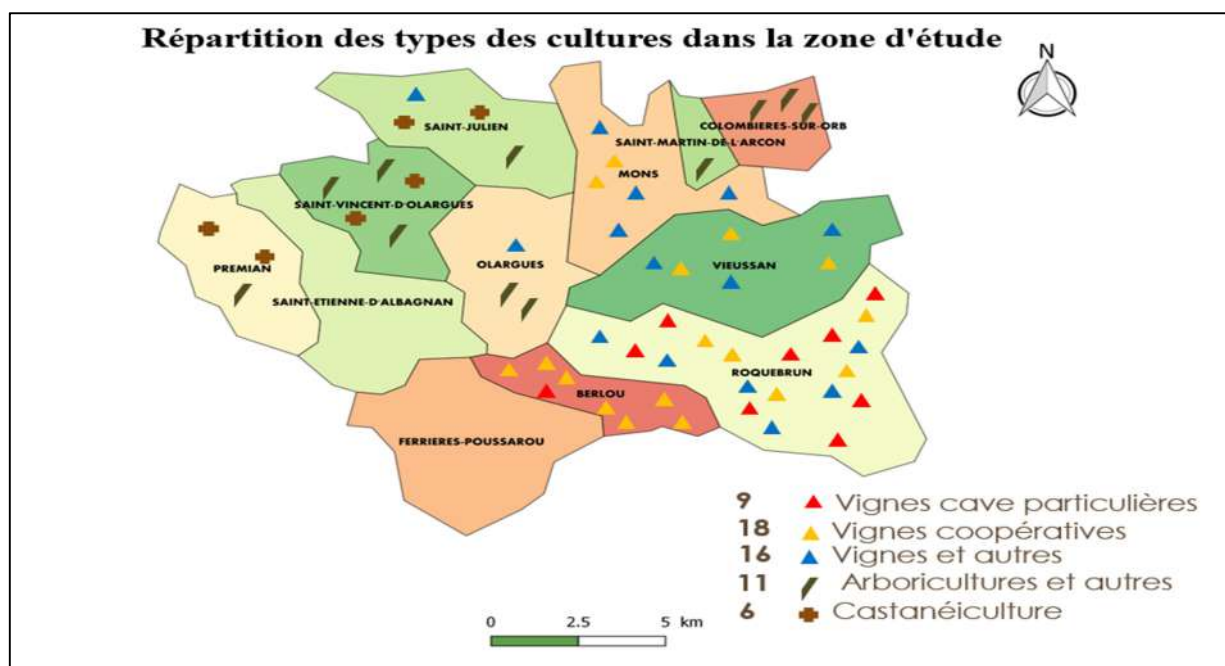 Répartition des types des cultures dans la zone d'étude
N
SAINT-JULIEN
COLOMBIERES-SUR-ORB
SAINT-MARTIN-DE-L'ARCON
MONS
SAINT-VINCENT-D'OLARGUES
PREMIAN
OLARGUES
VIEUSSAN
SAINT-ETIENNE-D'ALBAGNAN
ROQUEBRUN
BERLOU
FERRIERES-POUSSAROU
9 Vignes cave particulières
18 Vignes coopératives
16 Vignes et autres
11 Arboricultures et autres
6 Castanéiculture
0 2.5 5 km